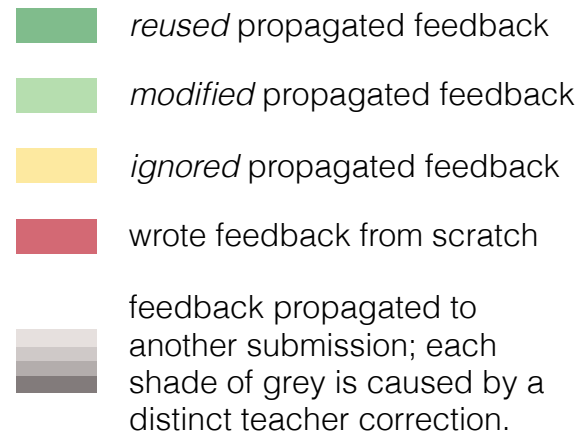 reused propagated feedback
modified propagated feedback
ignored propagated feedback
wrote feedback from scratch
feedback propagated to
another submission; each
shade of grey is caused by a
distinct teacher correction.